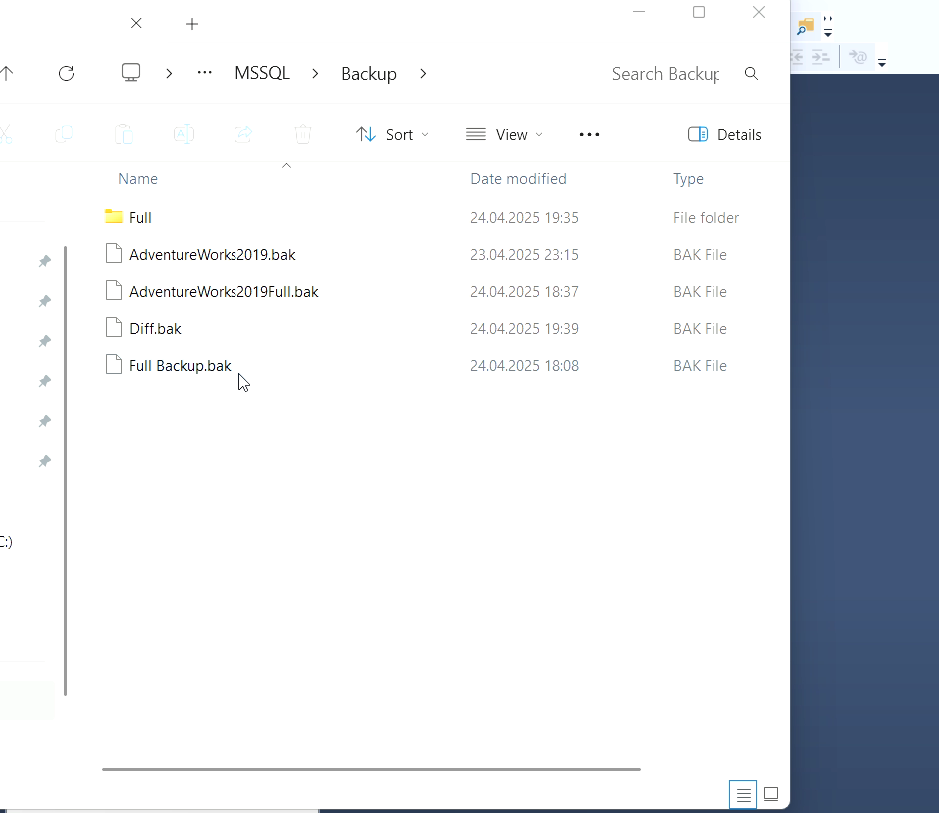 MSSQL Backup Search Backup
Sort View Details
Name Date modified Type
Full 24.04.2025 19:35 File folder
AdventureWorks2019.bak 23.04.2025 23:15 BAK File
AdventureWorks2019Full.bak 24.04.2025 18:37 BAK File
Diff.bak 24.04.2025 19:39 BAK File
Full Backup.bak 24.04.2025 18:08 BAK File
C:)